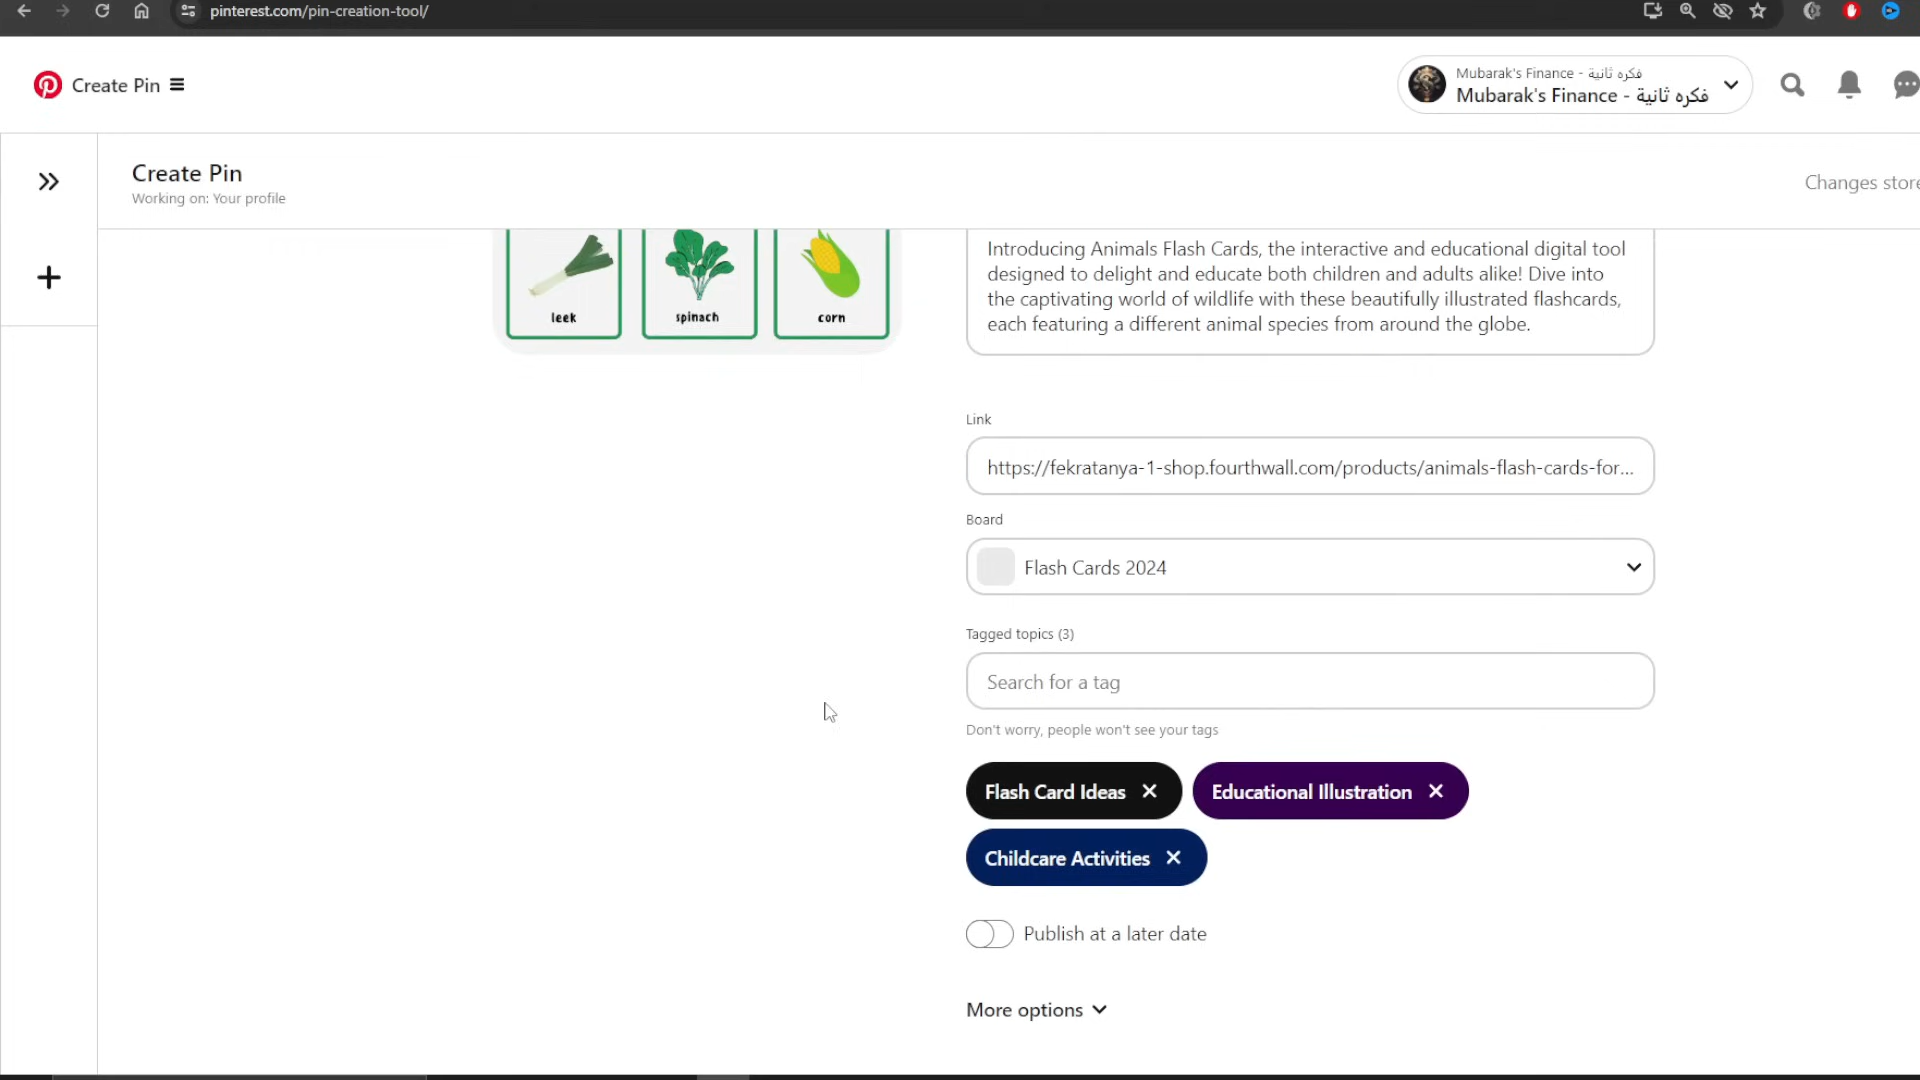 pinterest.com/pin-creation-tool/
Create Pin
Mubarak's Finance - فكره ثانية
Mubarak's Finance - فكره ثانية
Create Pin
Working on: Your profile
Changes store
leek
spinach
corn
Introducing Animals Flash Cards, the interactive and educational digital tool
designed to delight and educate both children and adults alike! Dive into
the captivating world of wildlife with these beautifully illustrated flashcards,
each featuring a different animal species from around the globe.
Link
https://fekratanya-1-shop.fourthwall.com/products/animals-flash-cards-for...
Board
Flash Cards 2024
Tagged topics (3)
Search for a tag
Don't worry, people won't see your tags
Flash Card Ideas
Educational Illustration
Childcare Activities
Publish at a later date
More options